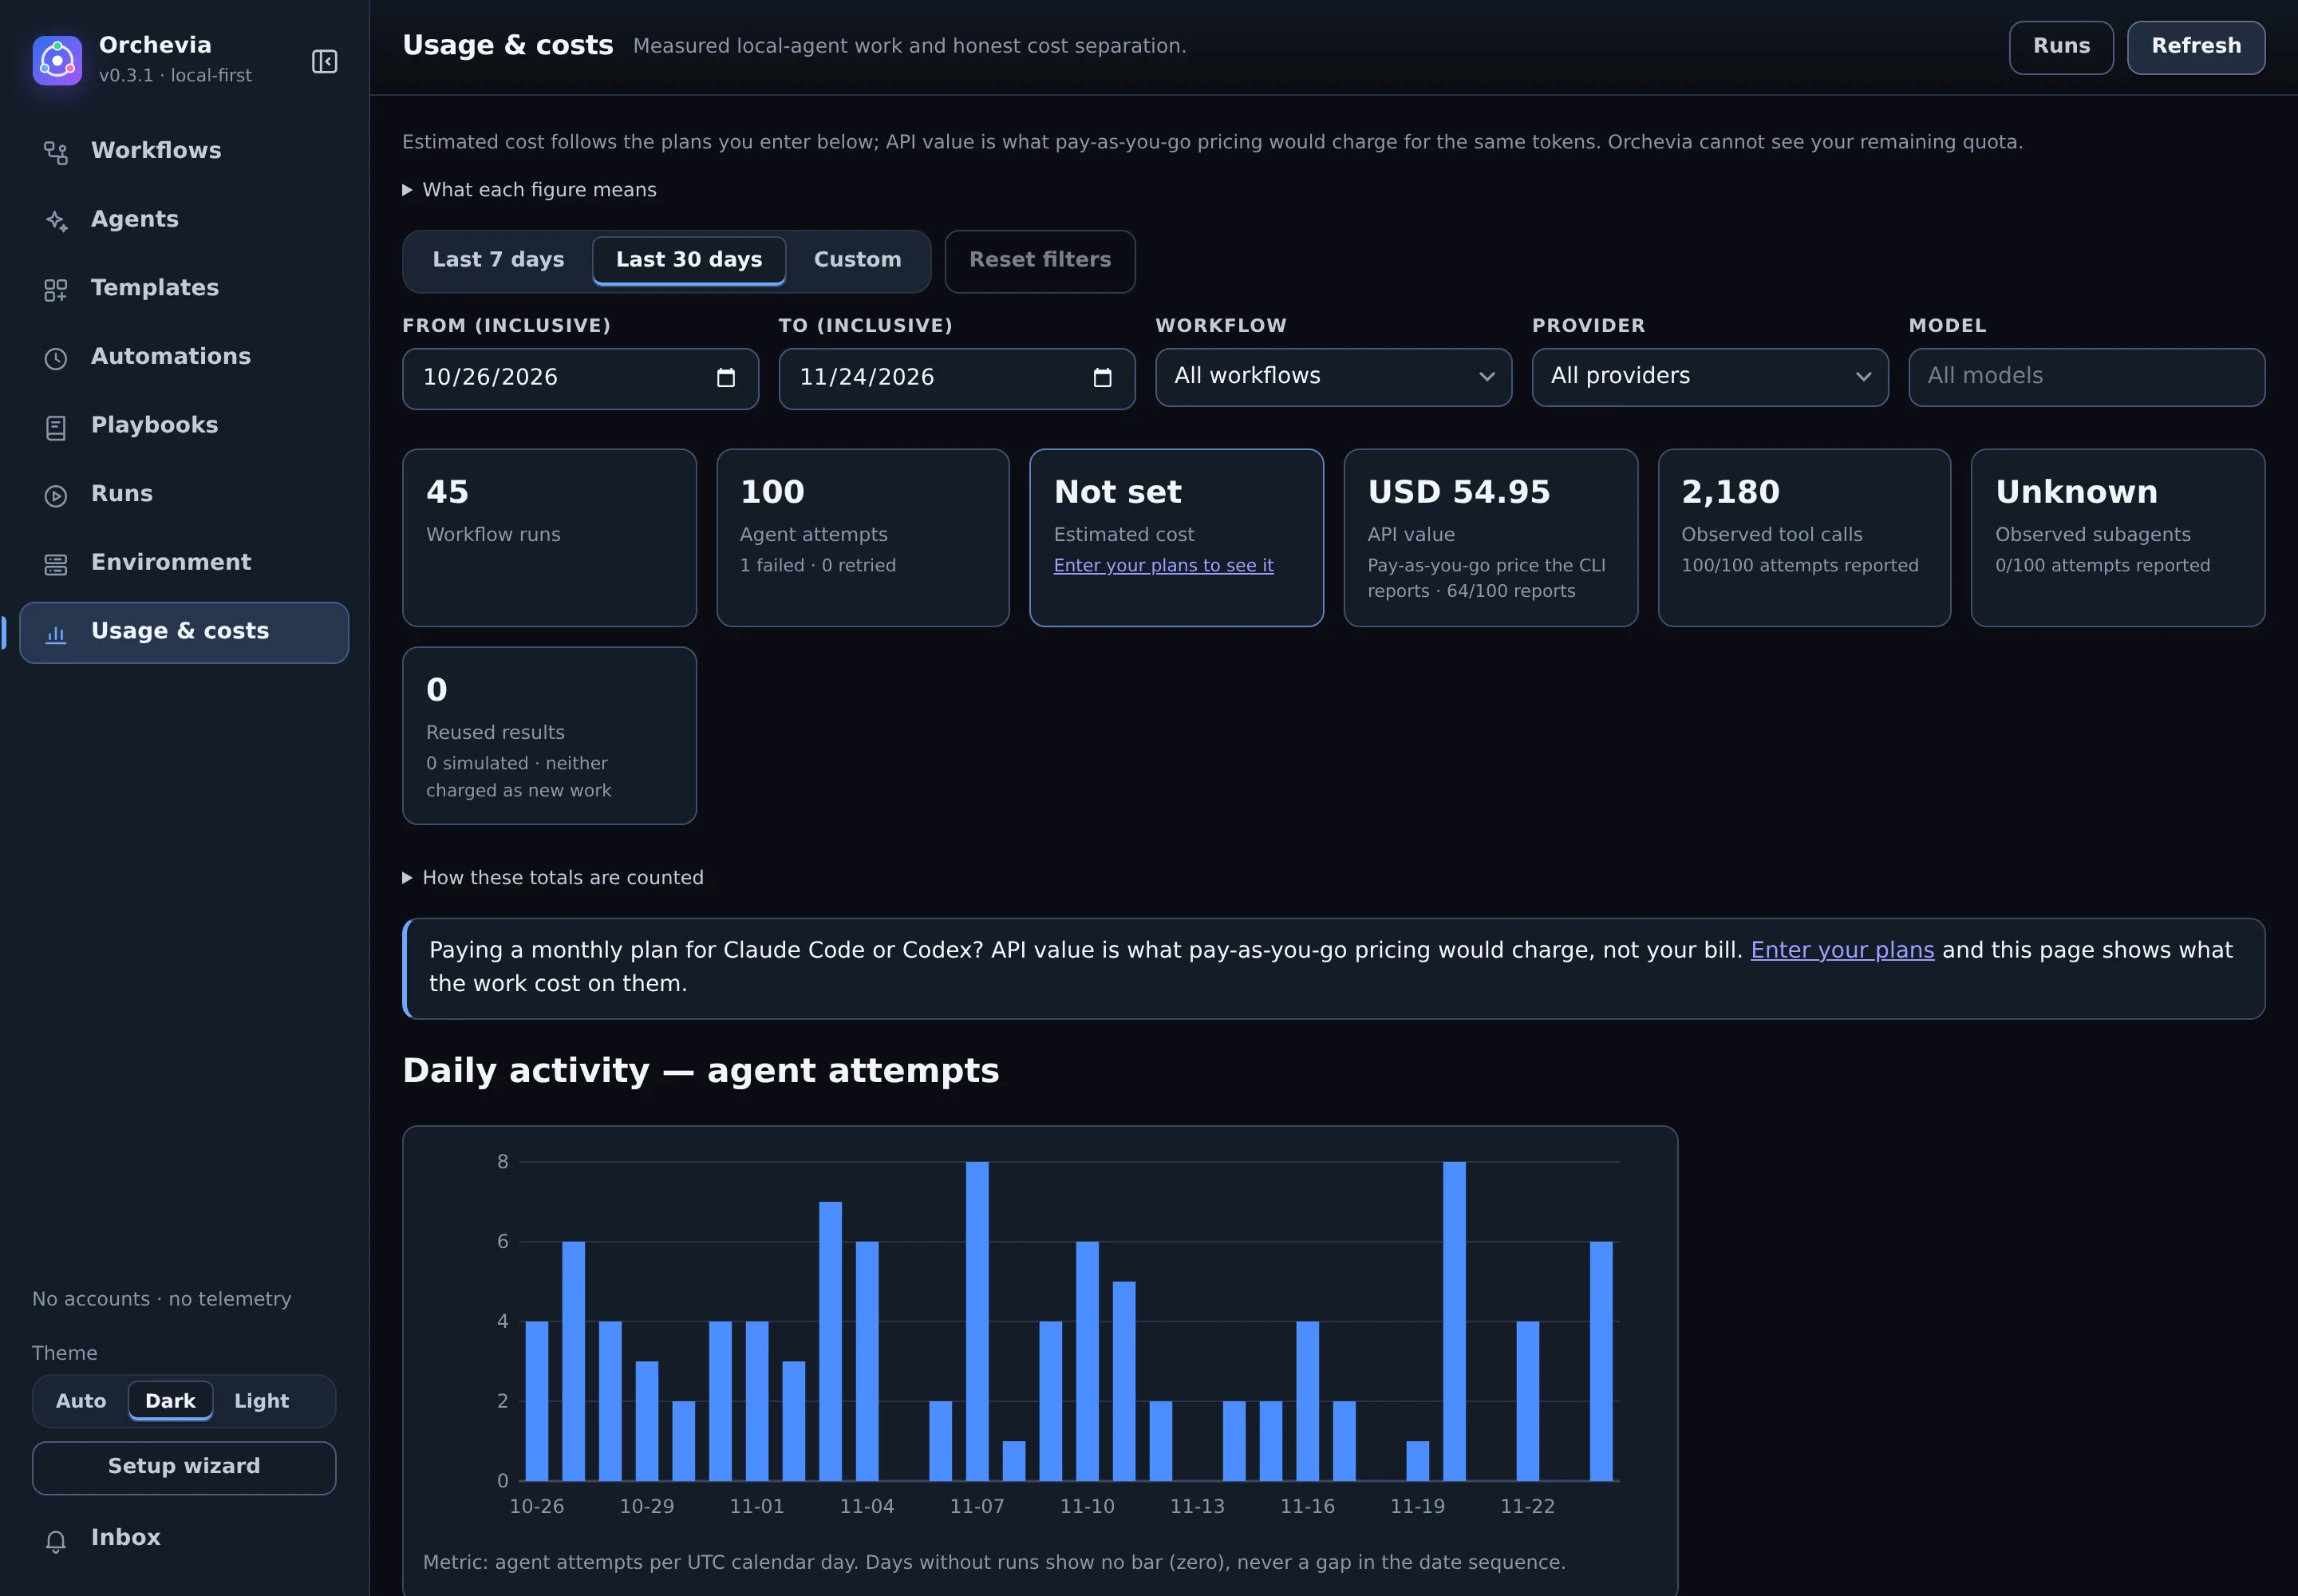 Orchevia
v0.3.1 · local-first
Workflows
Agents
Templates
Automations
Playbooks
Runs
Environment
Usage & costs
No accounts · no telemetry
Theme
Auto Dark Light
Setup wizard
Inbox
Usage & costs Measured local-agent work and honest cost separation.
Runs Refresh
Estimated cost follows the plans you enter below; API value is what pay-as-you-go pricing would charge for the same tokens. Orchevia cannot see your remaining quota.
What each figure means
Last 7 days Last 30 days Custom Reset filters
FROM (INCLUSIVE) TO (INCLUSIVE) WORKFLOW PROVIDER MODEL
10/26/2026 11/24/2026 All workflows All providers All models
45
Workflow runs
100
Agent attempts
1 failed · 0 retried
Not set
Estimated cost
Enter your plans to see it
USD 54.95
API value
Pay-as-you-go price the CLI
reports · 64/100 reports
2,180
Observed tool calls
100/100 attempts reported
Unknown
Observed subagents
0/100 attempts reported
0
Reused results
0 simulated · neither
charged as new work
How these totals are counted
Paying a monthly plan for Claude Code or Codex? API value is what pay-as-you-go pricing would charge, not your bill. Enter your plans and this page shows what
the work cost on them.
Daily activity — agent attempts
8
6
4
2
0
10-26 10-29 11-01 11-04 11-07 11-10 11-13 11-16 11-19 11-22
Metric: agent attempts per UTC calendar day. Days without runs show no bar (zero), never a gap in the date sequence.